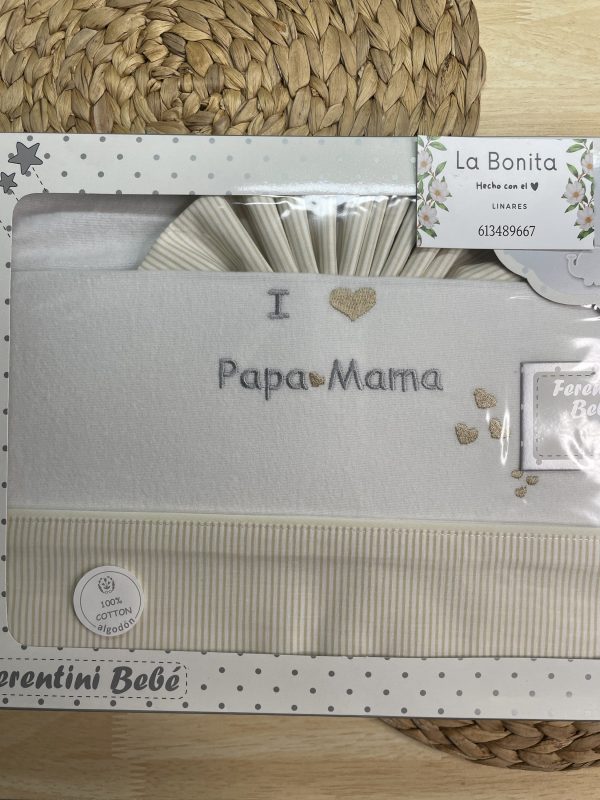 La Bonita
Hecho con el
LINARES
613489667
I
Papa Mama
100%
COTTON
algodón
Bebé